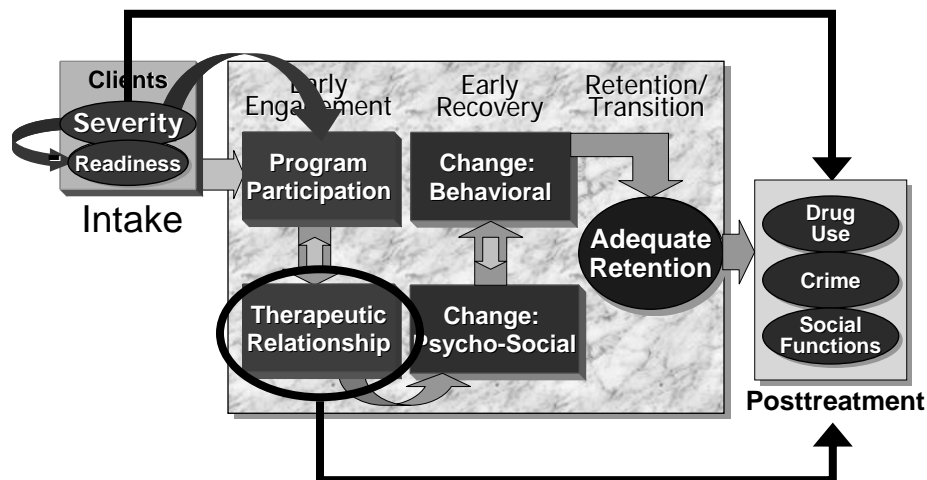 Clients
Severity
Readiness
Intake
Early
Engagement
Program
Participation
Therapeutic
Relationship
Early
Recovery
Change:
Behavioral
Change:
Psycho-Social
Retention/
Transition
Adequate
Retention
Drug
Use
Crime
Social
Functions
Posttreatment